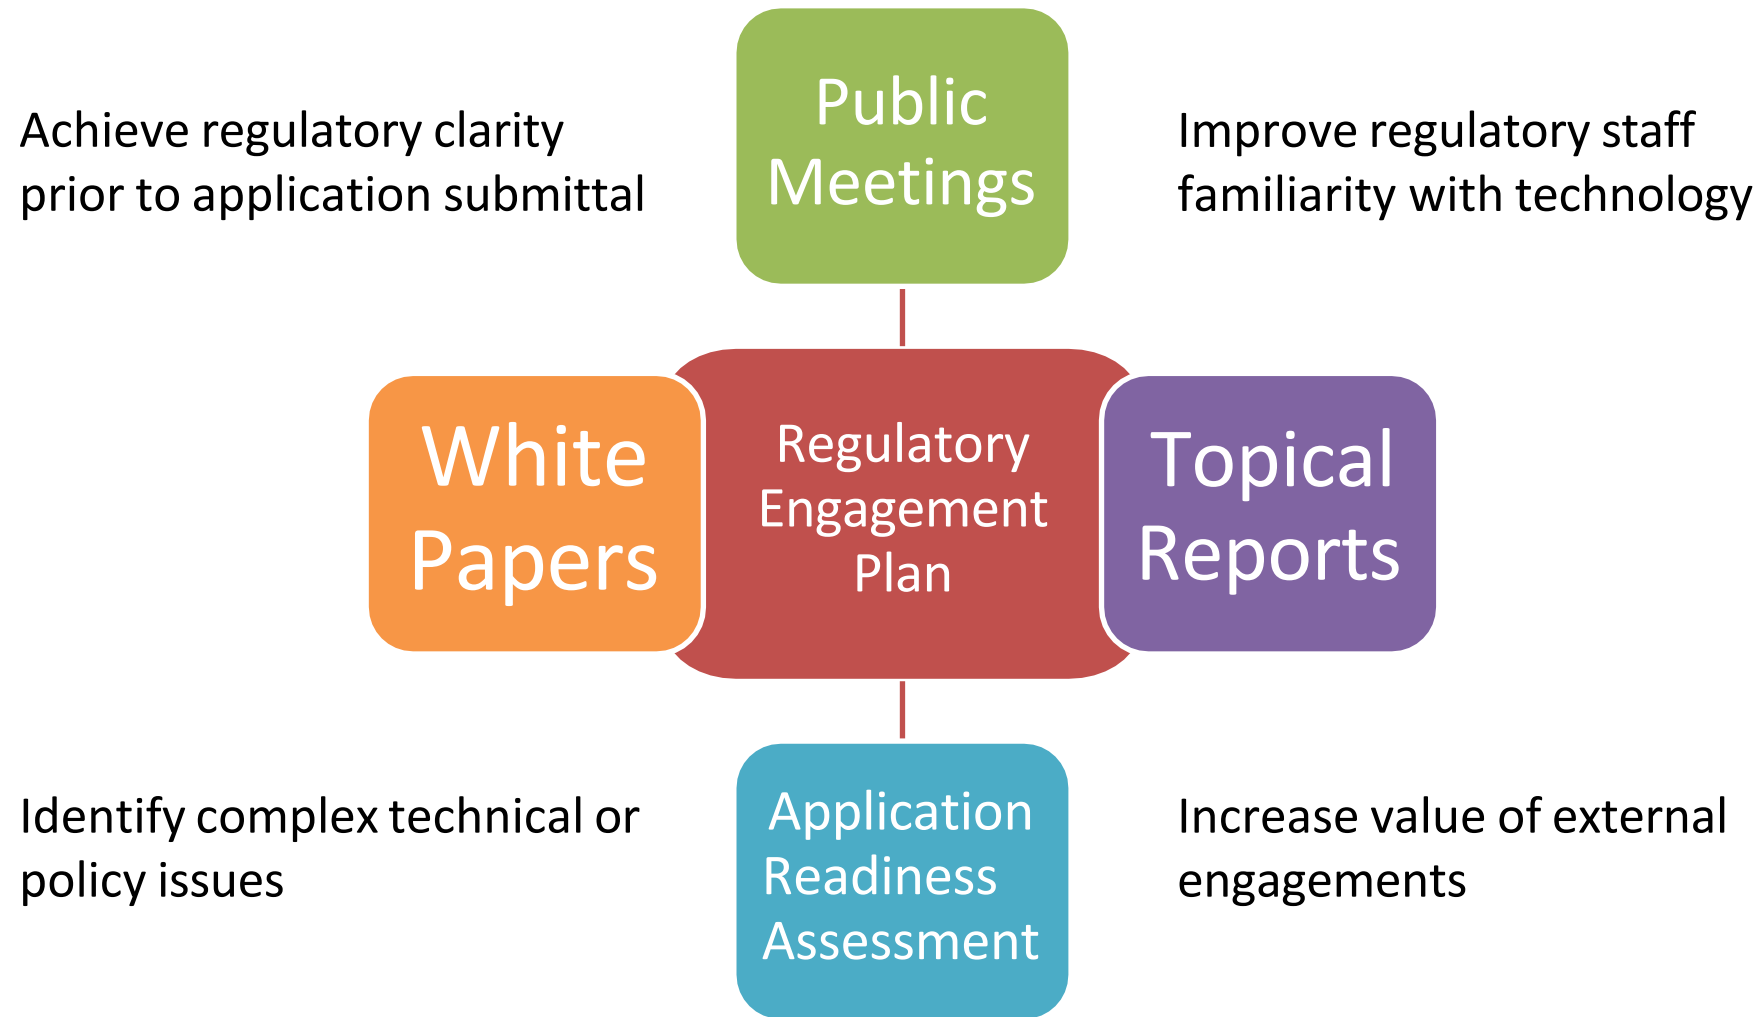 Public
Meetings
Achieve regulatory clarity
prior to application submittal
Improve regulatory staff
familiarity with technology
White
Papers
Regulatory
Engagement
Plan
Topical
Reports
Identify complex technical or
policy issues
Application
Readiness
Assessment
Increase value of external
engagements